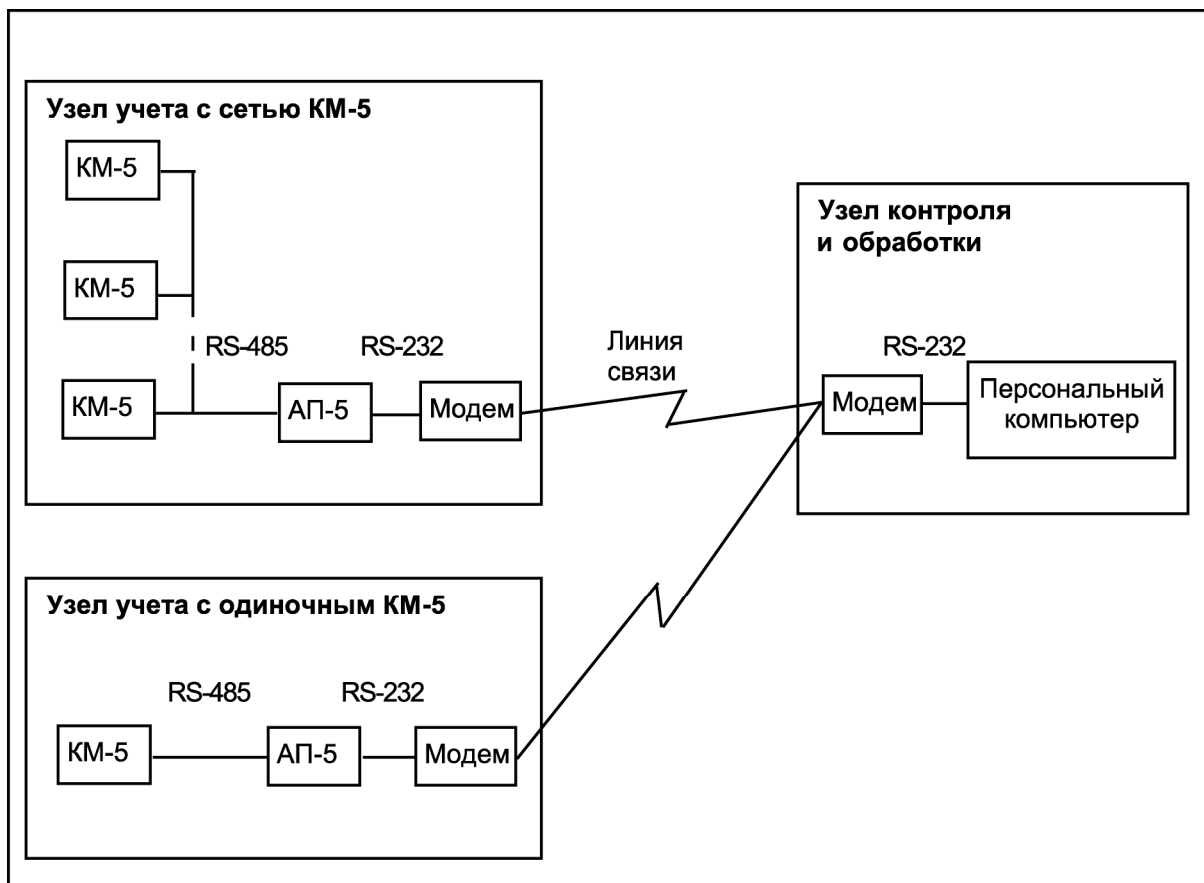 Узел учета с сетью КМ-5
КМ-5
КМ-5
RS-485
RS-232
КМ-5
АП-5
Модем
Линия
связи
Узел контроля
и обработки
RS-232
Модем
Персональный
компьютер
Узел учета с одиночным КМ-5
RS-485
RS-232
КМ-5
АП-5
Модем